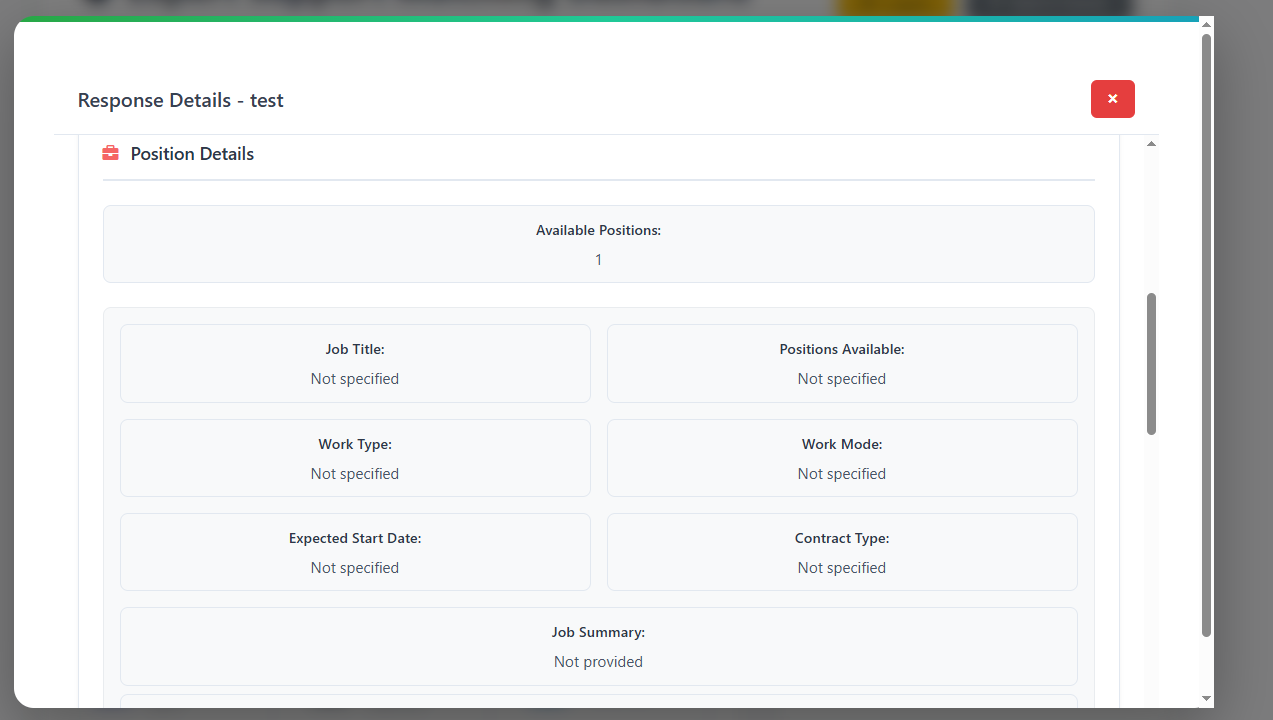 Response Details - test
×
Position Details
Available Positions:
1
Job Title:
Not specified
Positions Available:
Not specified
Work Type:
Not specified
Work Mode:
Not specified
Expected Start Date:
Not specified
Contract Type:
Not specified
Job Summary:
Not provided